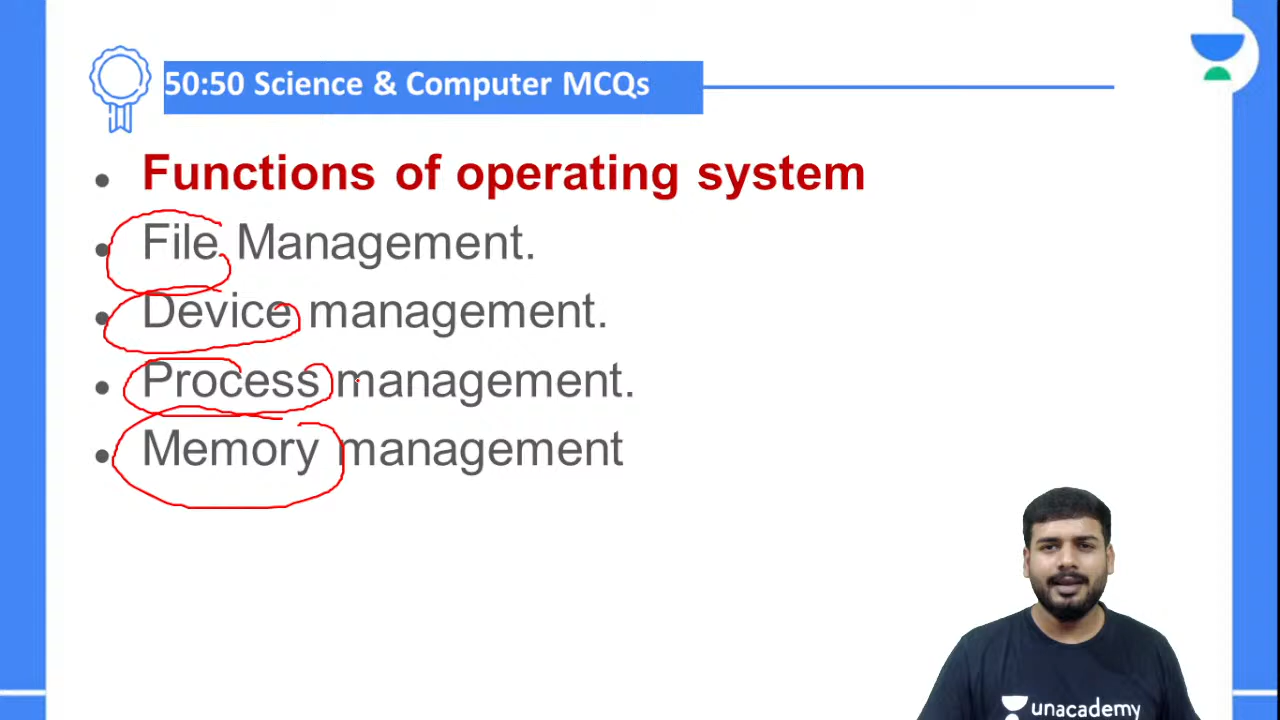 50:50 Science & Computer MCQs
• Functions of operating system
• File Management.
• Device management.
• Process management.
• Memory management
unacademy